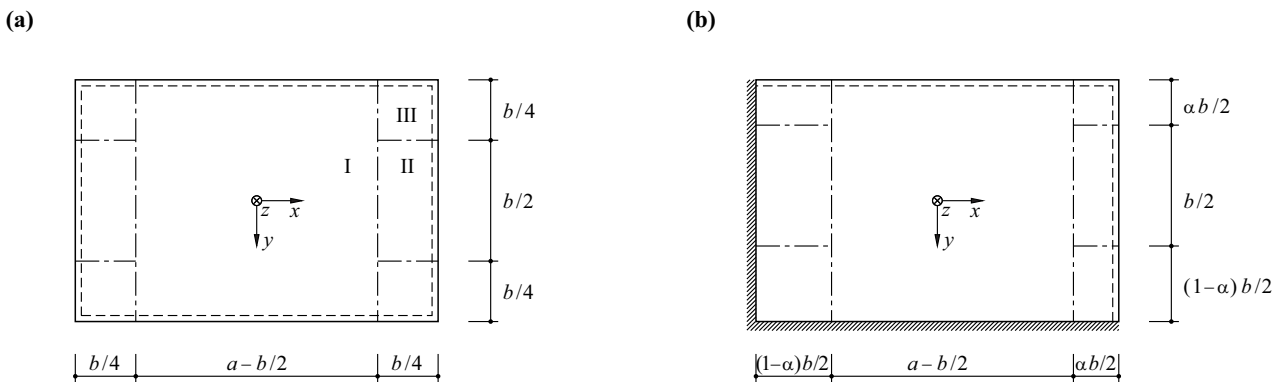 (a)
b/4
III
I
II
b/2
z
x
y
b/4
b/4
a – b/2
b/4
(b)
αb/2
b/2
z
x
y
(1–α) b/2
(1–α)b/2
a – b/2
αb/2